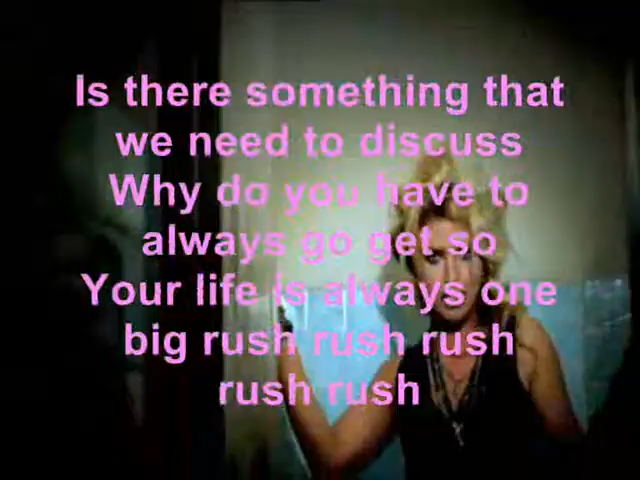 Is there something that
we need to discuss
Why do you have to
always go get so
Your life is always one
big rush rush rush
rush rush